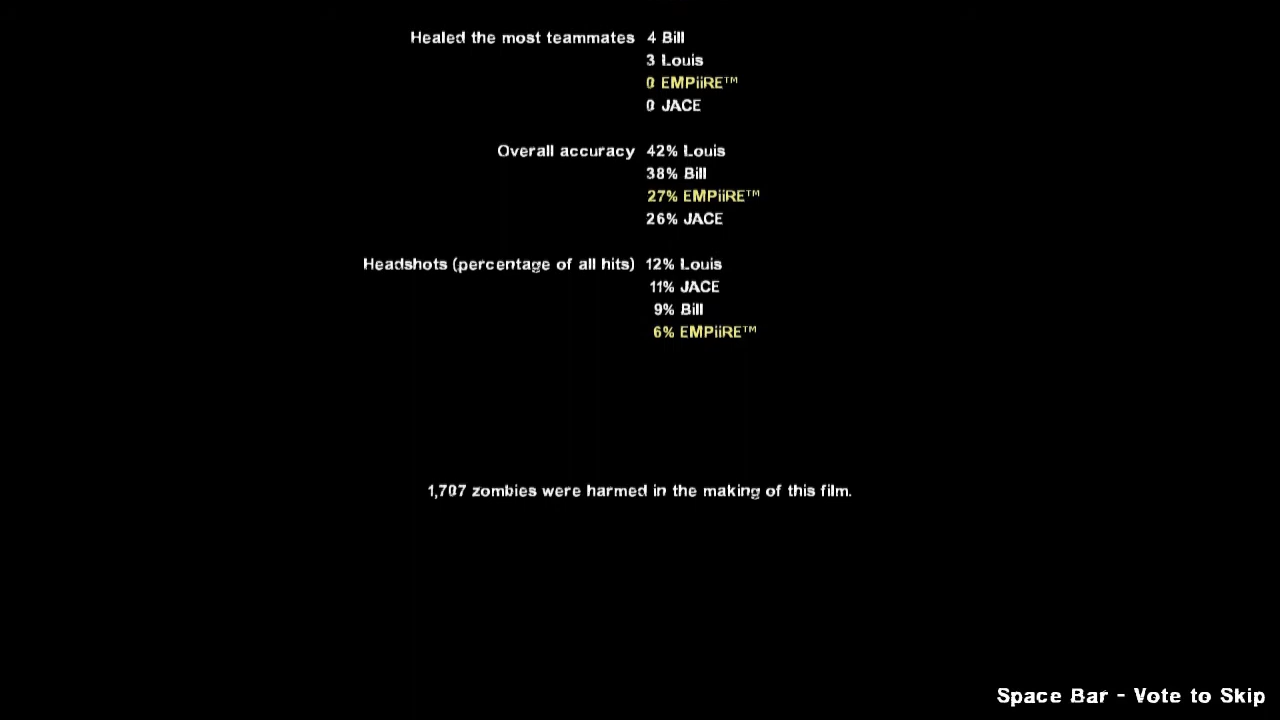 Healed the most teammates 4 Bill
3 Louis
0 EMPiiRE™
0 JACE
Overall accuracy 42% Louis
38% Bill
27% EMPiiRE™
26% JACE
Headshots (percentage of all hits) 12% Louis
11% JACE
9% Bill
6% EMPiiRE™
1,707 zombies were harmed in the making of this film.
Space Bar - Vote to Skip